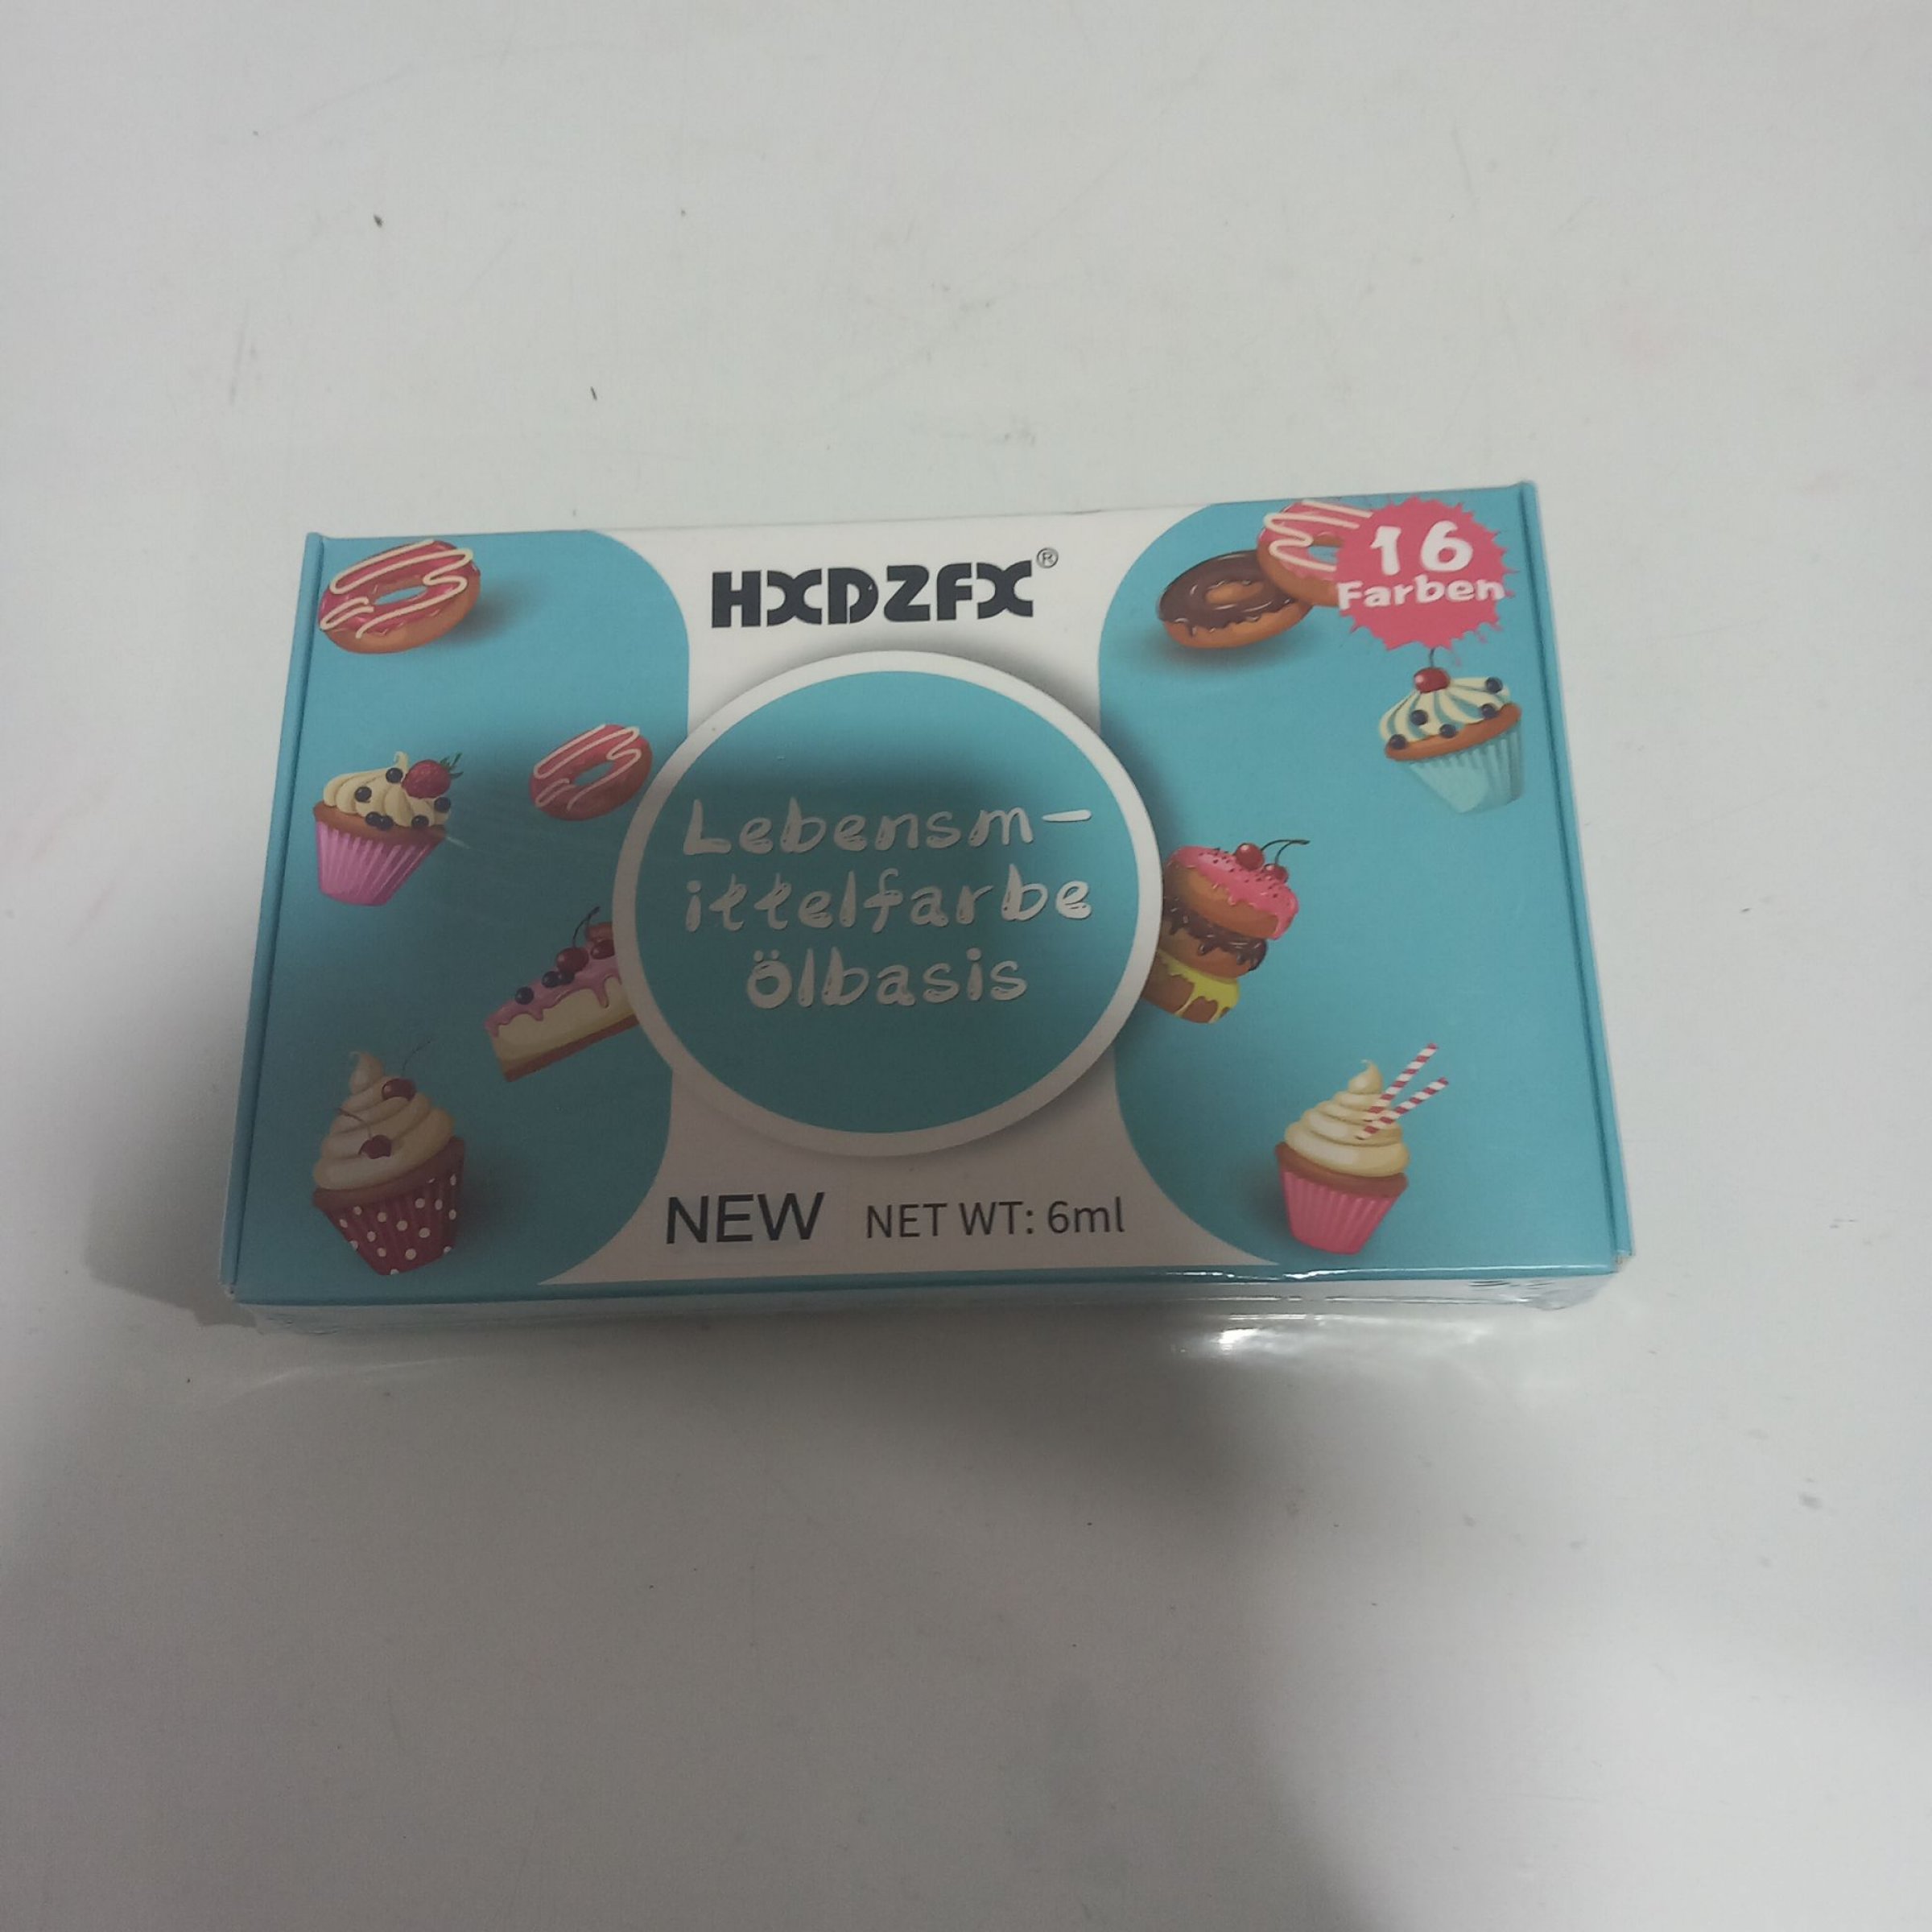 HXDZFX®
16
Farben
Lebensm-
ittelfarbe
ölbasis
NEW NET WT: 6ml